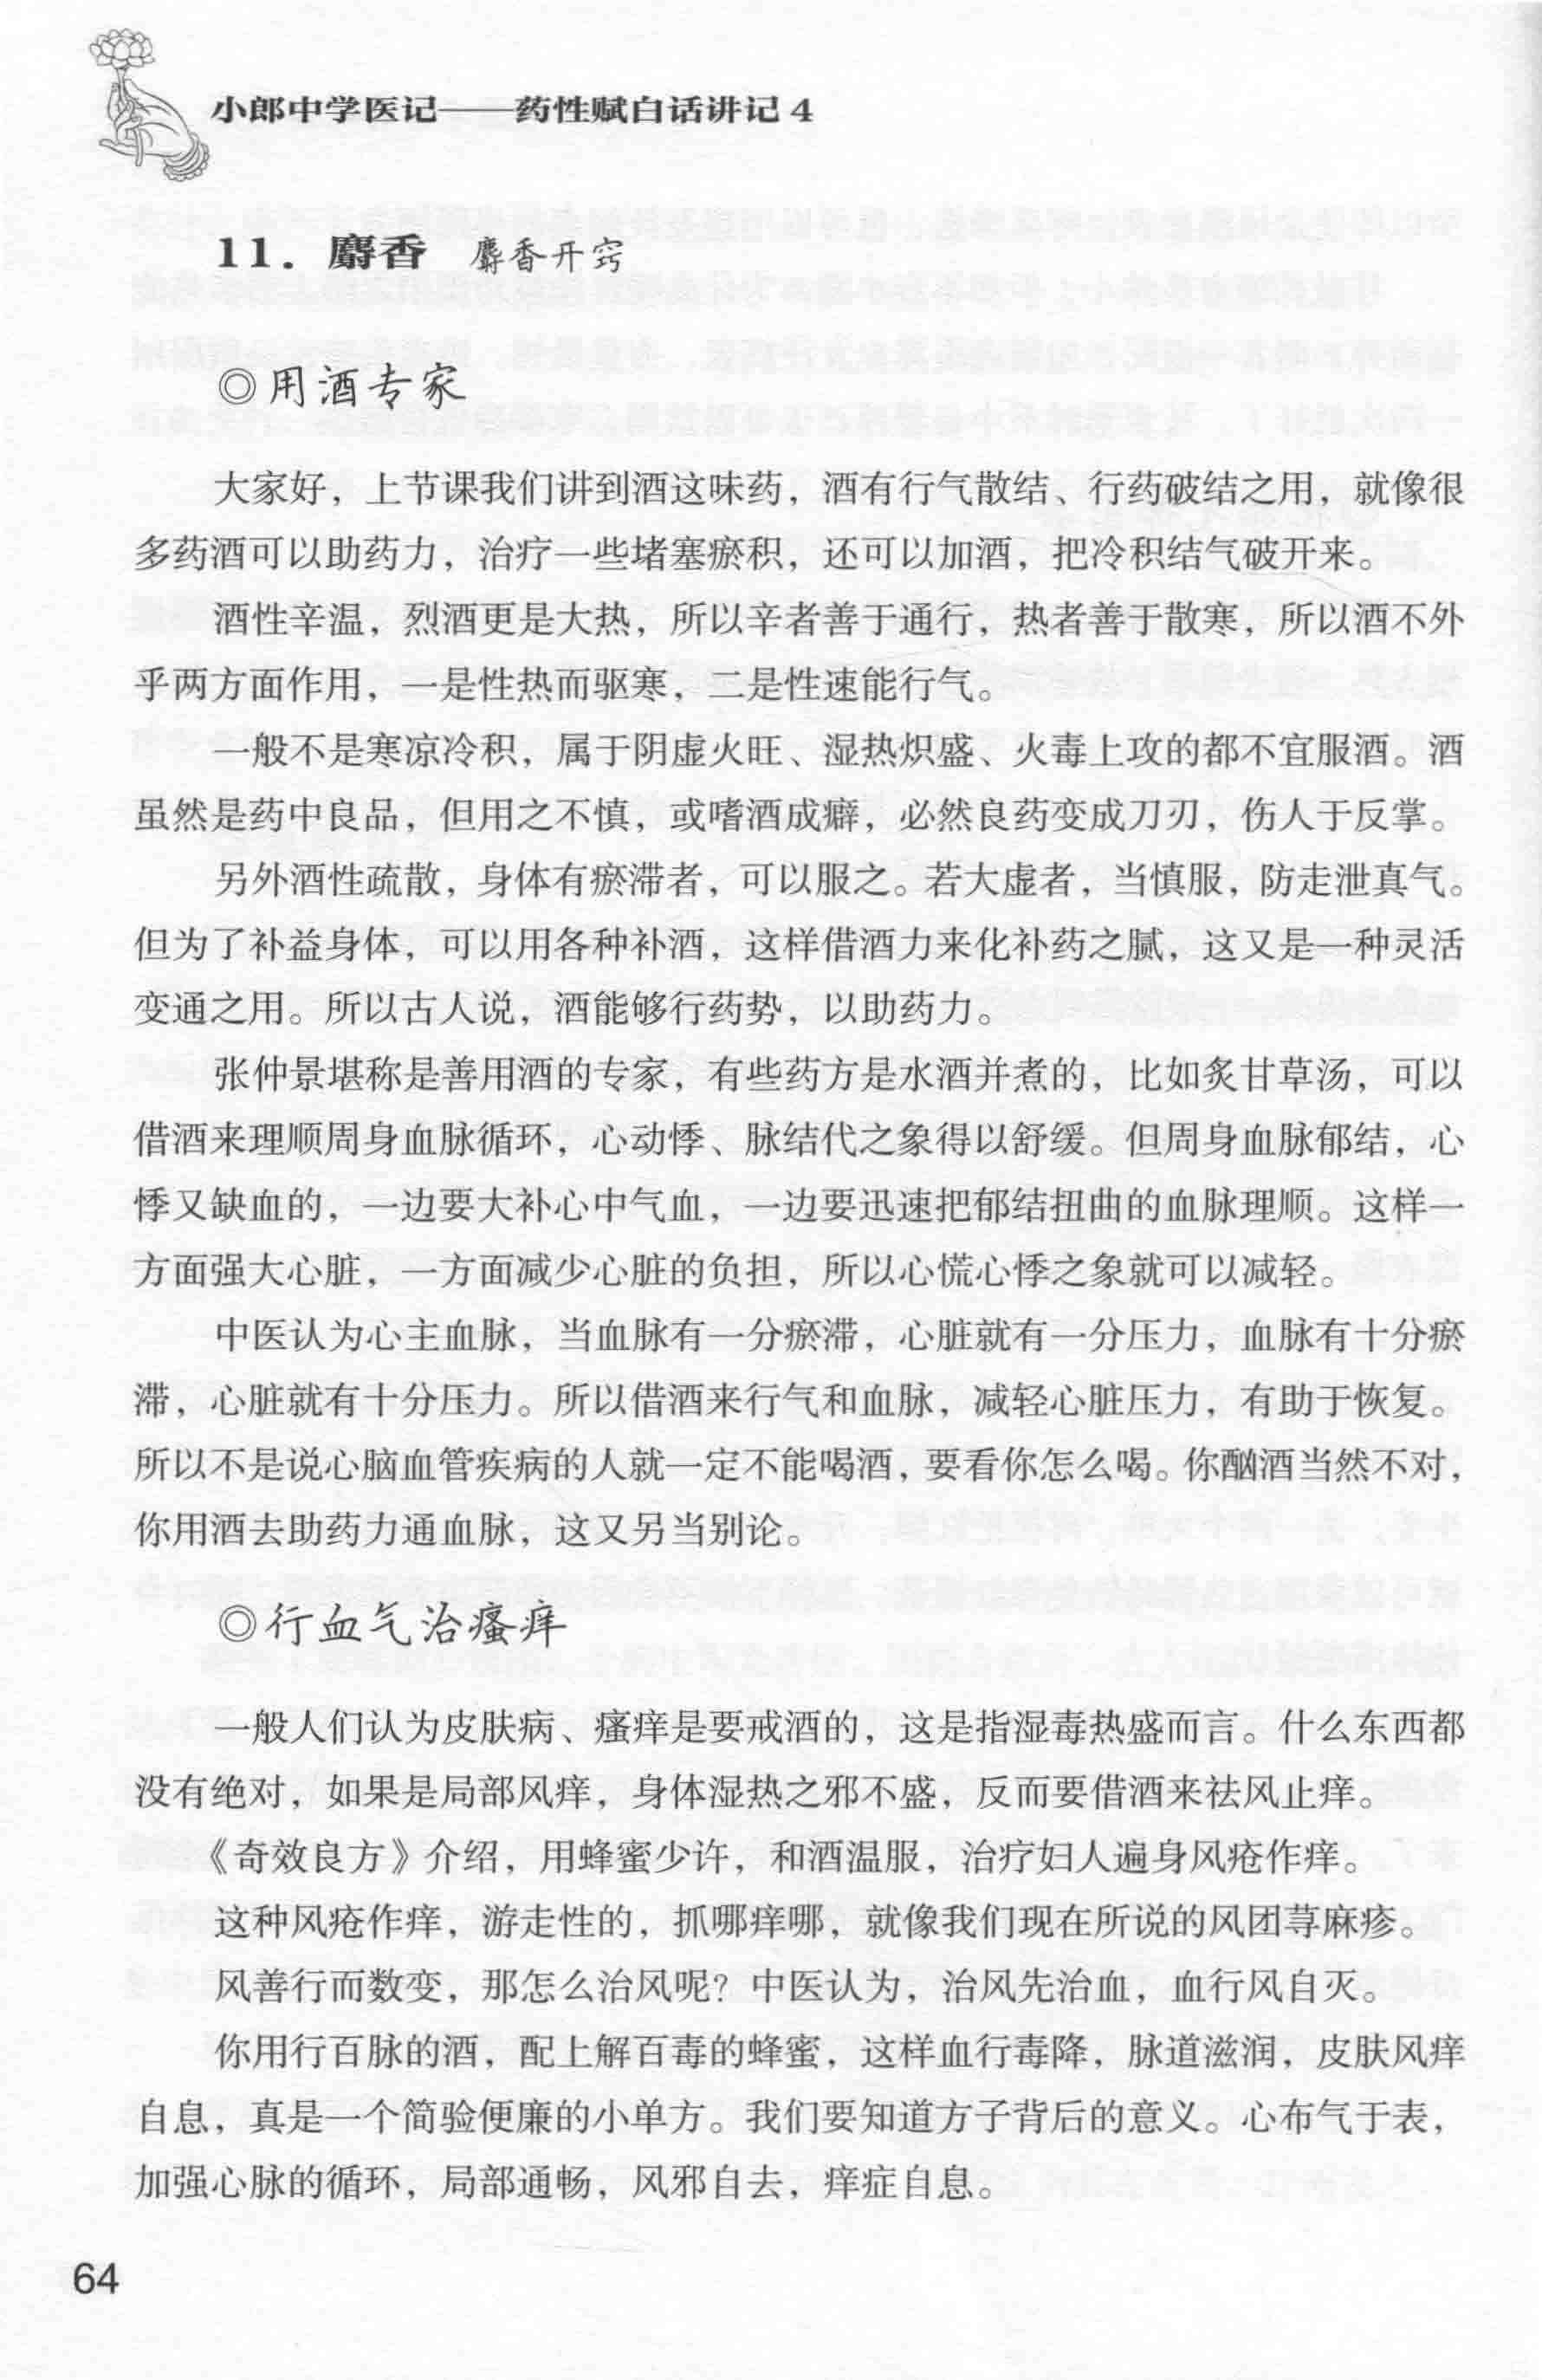 小郎中学医记——药性赋白话讲记 4
11. 麝香 麝香开窍
◎用酒专家
大家好，上节课我们讲到酒这味药，酒有行气散结、行药破结之用，就像很
多药酒可以助药力，治疗一些堵塞瘀积，还可以加酒，把冷积结气破开来。
酒性辛温，烈酒更是大热，所以辛者善于通行，热者善于散寒，所以酒不外
乎两方面作用，一是性热而驱寒，二是性速能行气。
一般不是寒凉冷积，属于阴虚火旺、湿热炽盛、火毒上攻的都不宜服酒。酒
虽然是药中良品，但用之不慎，或嗜酒成癖，必然良药变成刀刃，伤人于反掌。
另外酒性疏散，身体有瘀滞者，可以服之。若大虚者，当慎服，防走泄真气。
但为了补益身体，可以用各种补酒，这样借酒力来化补药之腻，这又是一种灵活
变通之用。所以古人说，酒能够行药势，以助药力。
张仲景堪称是善用酒的专家，有些药方是水酒并煮的，比如炙甘草汤，可以
借酒来理顺周身血脉循环，心动悸、脉结代之象得以舒缓。但周身血脉郁结，心
悸又缺血的，一边要大补心中气血，一边要迅速把郁结扭曲的血脉理顺。这样一
方面强大心脏，一方面减少心脏的负担，所以心慌心悸之象就可以减轻。
中医认为心主血脉，当血脉有一分瘀滞，心脏就有一分压力，血脉有十分瘀
滞，心脏就有十分压力。所以借酒来行气和血脉，减轻心脏压力，有助于恢复。
所以不是说心脑血管疾病的人就一定不能喝酒，要看你怎么喝。你酗酒当然不对，
你用酒去助药力通血脉，这又另当别论。
◎行血气治瘙痒
一般人们认为皮肤病、瘙痒是要戒酒的，这是指湿毒热盛而言。什么东西都
没有绝对，如果是局部风痒，身体湿热之邪不盛，反而要借酒来祛风止痒。
《奇效良方》介绍，用蜂蜜少许，和酒温服，治疗妇人遍身风疮作痒。
这种风疮作痒，游走性的，抓哪痒哪，就像我们现在所说的风团荨麻疹。
风善行而数变，那怎么治风呢？中医认为，治风先治血，血行风自灭。
你用行百脉的酒，配上解百毒的蜂蜜，这样血行毒降，脉道滋润，皮肤风痒
自息，真是一个简验便廉的小单方。我们要知道方子背后的意义。心布气于表，
加强心脉的循环，局部通畅，风邪自去，痒症自息。
64